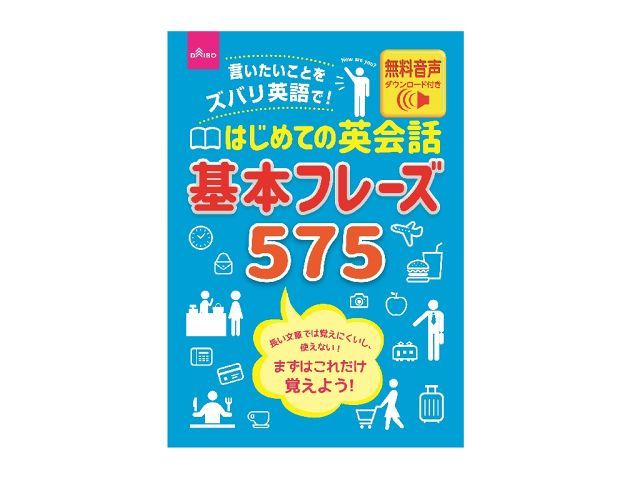 DAISO
言いたいことを
ズバリ英語で!
How are you?
無料音声
ダウンロード付き
はじめての英会話
基本フレーズ
575
長い文章では覚えにくいし、
使えない!
まずはこれだけ
覚えよう!